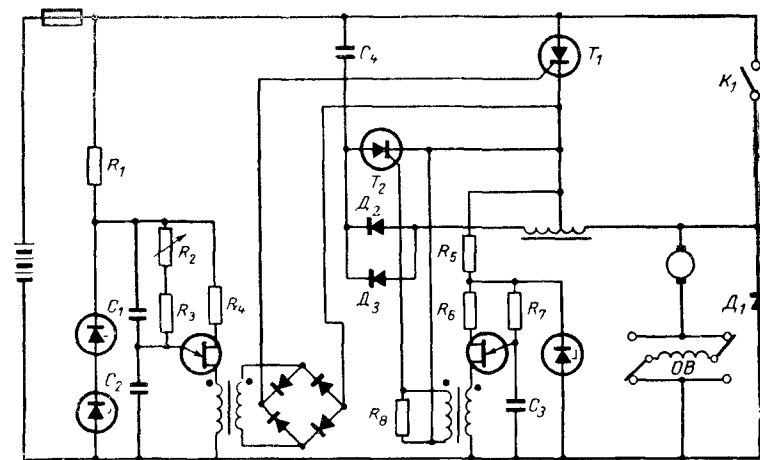 C₄
T₁
K₁
R₁
T₂
Д₂
R₂
R₅
Д₃
C₁
R₃
R₄
R₆
R₇
Д₁
C₂
ОВ
R₈
C₃